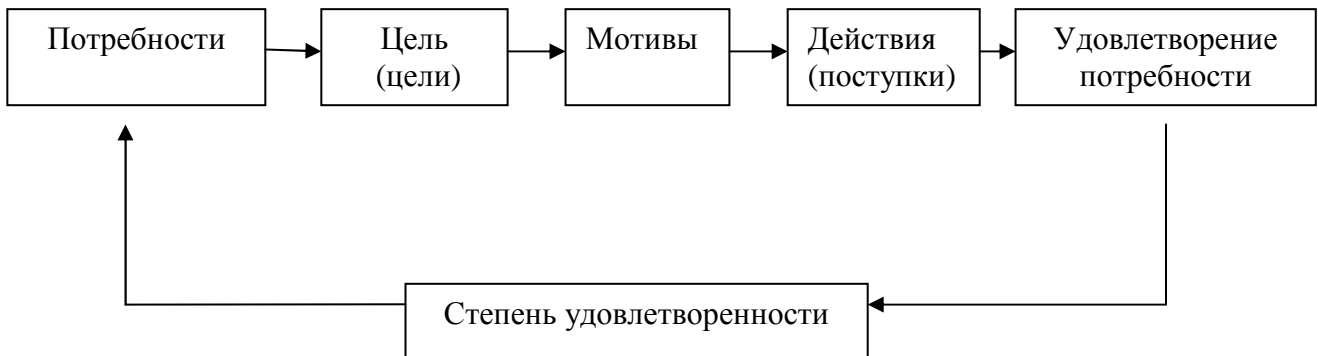 Потребности
Цель
(цели)
Мотивы
Действия
(поступки)
Удовлетворение
потребности
Степень удовлетворенности